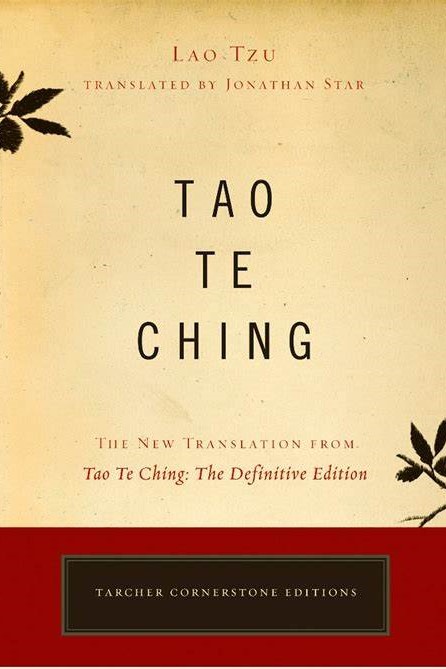 LAO TZU
TRANSLATED BY JONATHAN STAR
TAO
TE
CHING
THE NEW TRANSLATION FROM
Tao Te Ching: The Definitive Edition
TARCHER CORNERSTONE EDITIONS